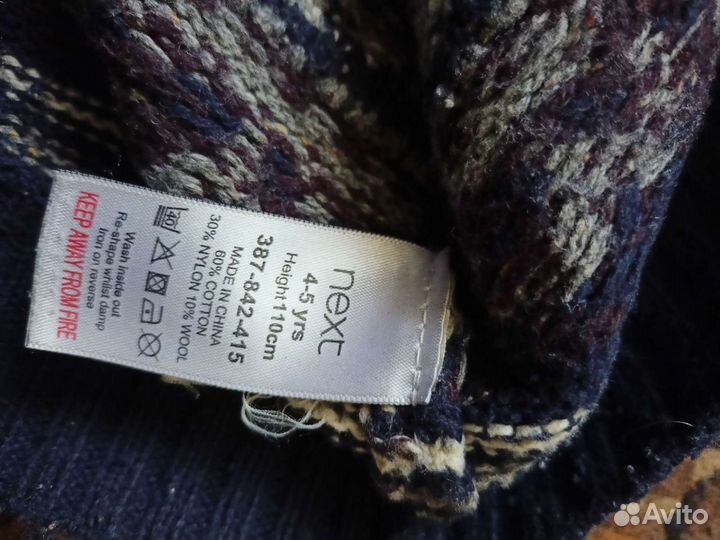 next
4-5 yrs
Height 110cm
387-842-415
MADE IN CHINA
60% COTTON
30% NYLON 10% WOOL
40
Wash inside out
Re-shape whilst damp
Iron on reverse
KEEP AWAY FROM FIRE
Avito